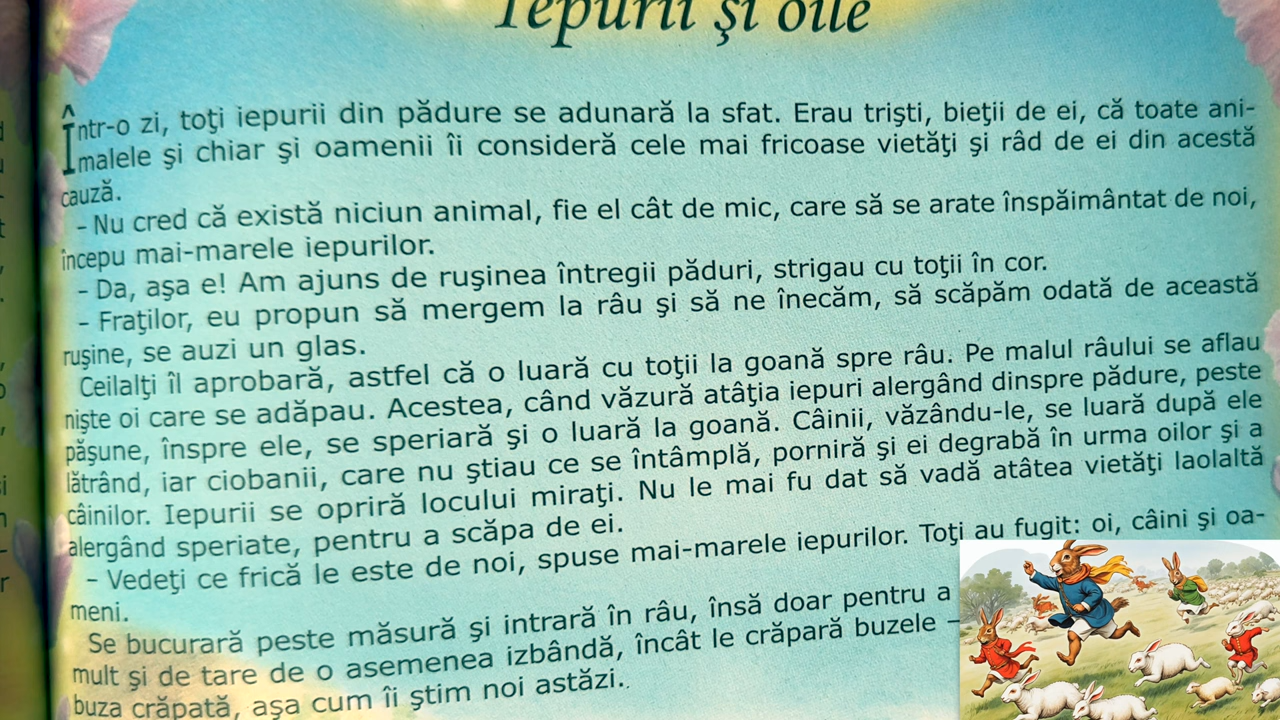 Iepurii şi oile
Într-o zi, toţi iepurii din pădure se adunară la sfat. Erau trişti, bieţii de ei, că toate ani-
malele şi chiar şi oamenii îi consideră cele mai fricoase vietăţi şi râd de ei din acestă
cauză.
- Nu cred că există niciun animal, fie el cât de mic, care să se arate înspăimântat de noi,
începu mai-marele iepurilor.
- Da, aşa e! Am ajuns de ruşinea întregii păduri, strigau cu toţii în cor.
- Fraţilor, eu propun să mergem la râu şi să ne înecăm, să scăpăm odată de această
ruşine, se auzi un glas.
Ceilalţi îl aprobară, astfel că o luară cu toţii la goană spre râu. Pe malul râului se aflau
nişte oi care se adăpau. Acestea, când văzură atâţia iepuri alergând dinspre pădure, peste
păşune, înspre ele, se speriară şi o luară la goană. Câinii, văzându-le, se luară după ele
lătrând, iar ciobanii, care nu ştiau ce se întâmplă, porniră şi ei degrabă în urma oilor şi a
câinilor. Iepurii se opriră locului miraţi. Nu le mai fu dat să vadă atâtea vietăţi laolaltă
alergând speriate, pentru a scăpa de ei.
- Vedeţi ce frică le este de noi, spuse mai-marele iepurilor. Toţi au fugit: oi, câini şi oa-
meni.
Se bucurară peste măsură şi intrară în râu, însă doar pentru a
mult şi de tare de o asemenea izbândă, încât le crăpară buzele –
buza crăpată, aşa cum îi ştim noi astăzi.